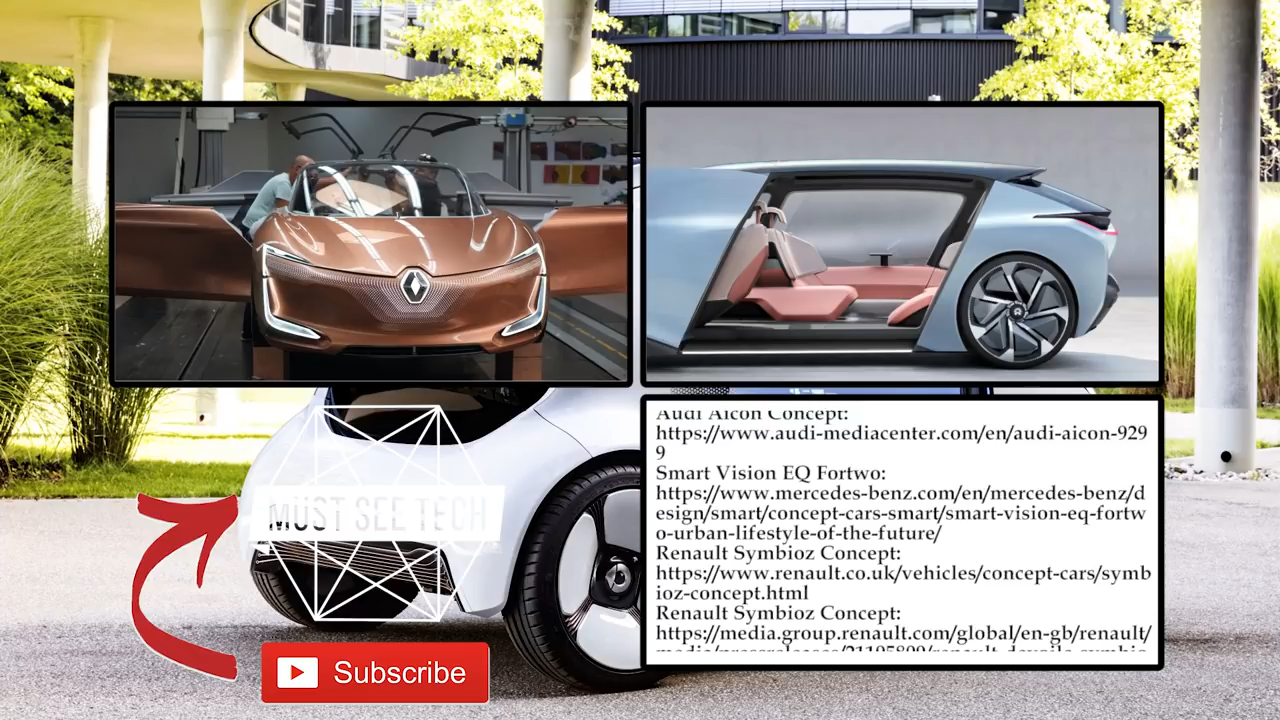 MUST SEE TECH
Subscribe
Audi Aicon Concept:
https://www.audi-mediacenter.com/en/audi-aicon-929
9
Smart Vision EQ Fortwo:
https://www.mercedes-benz.com/en/mercedes-benz/d
esign/smart/concept-cars-smart/smart-vision-eq-fortw
o-urban-lifestyle-of-the-future/
Renault Symbioz Concept:
https://www.renault.co.uk/vehicles/concept-cars/symb
ioz-concept.html
Renault Symbioz Concept:
https://media.group.renault.com/global/en-gb/renault/